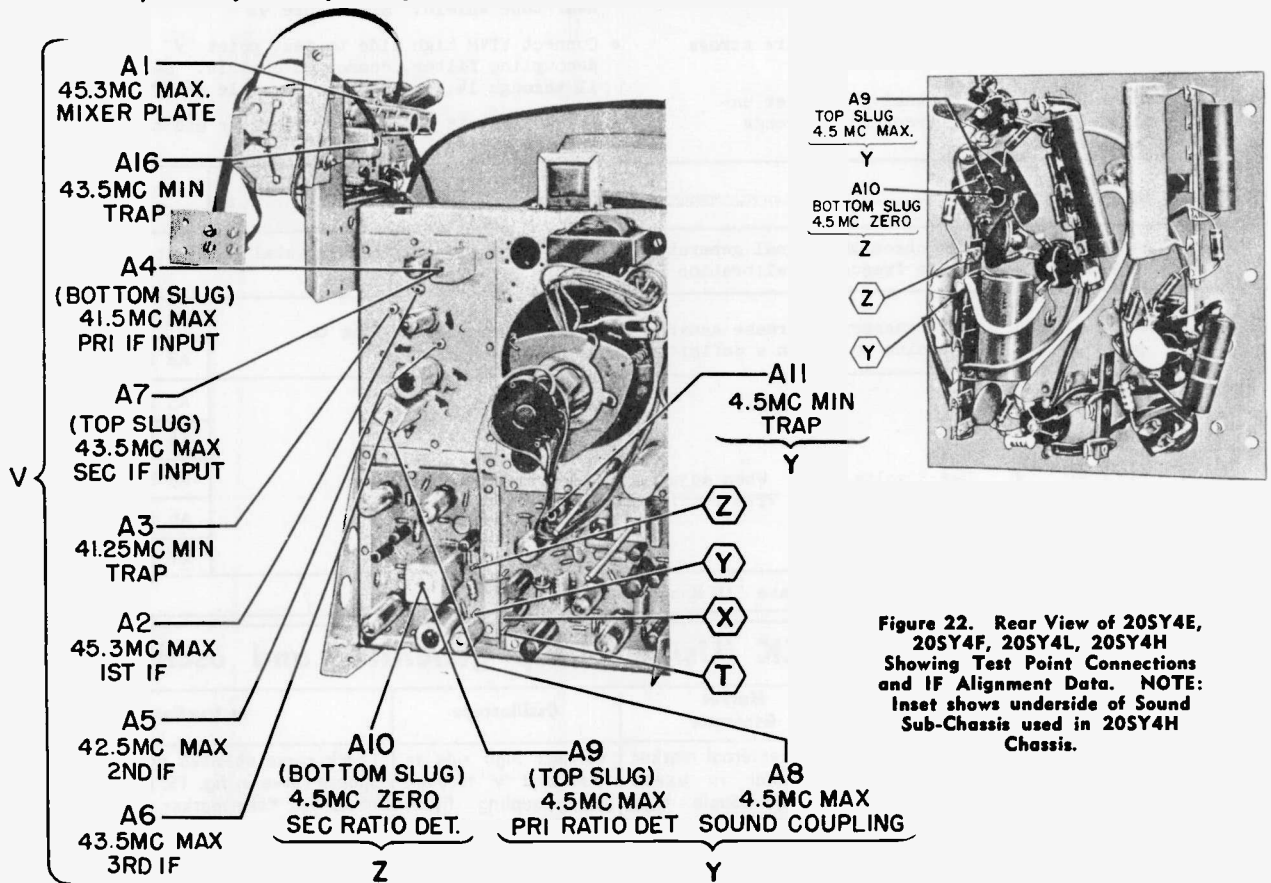 A1
45.3MC MAX.
MIXER PLATE
A16
43.5MC MIN
TRAP
A4
(BOTTOM SLUG)
41.5MC MAX
PRI IF INPUT
A7
(TOP SLUG)
43.5MC MAX
SEC IF INPUT
V
A3
41.25MC MIN
TRAP
A2
45.3MC MAX
1ST IF
A5
42.5MC MAX
2ND IF
A6
43.5MC MAX
3RD IF
A10
(BOTTOM SLUG)
4.5MC ZERO
SEC RATIO DET.
Z
A9
(TOP SLUG)
4.5MC MAX
PRI RATIO DET
A8
4.5MC MAX
SOUND COUPLING
Y
A11
4.5MC MIN
TRAP
Y
Z
Y
X
T
A9
TOP SLUG
4.5 MC MAX.
Y
A10
BOTTOM SLUG
4.5 MC ZERO
Z
Z
Y
Figure 22. Rear View of 20SY4E,
20SY4F, 20SY4L, 20SY4H
Showing Test Point Connections
and IF Alignment Data. NOTE:
Inset shows underside of Sound
Sub-Chassis used in 20SY4H
Chassis.